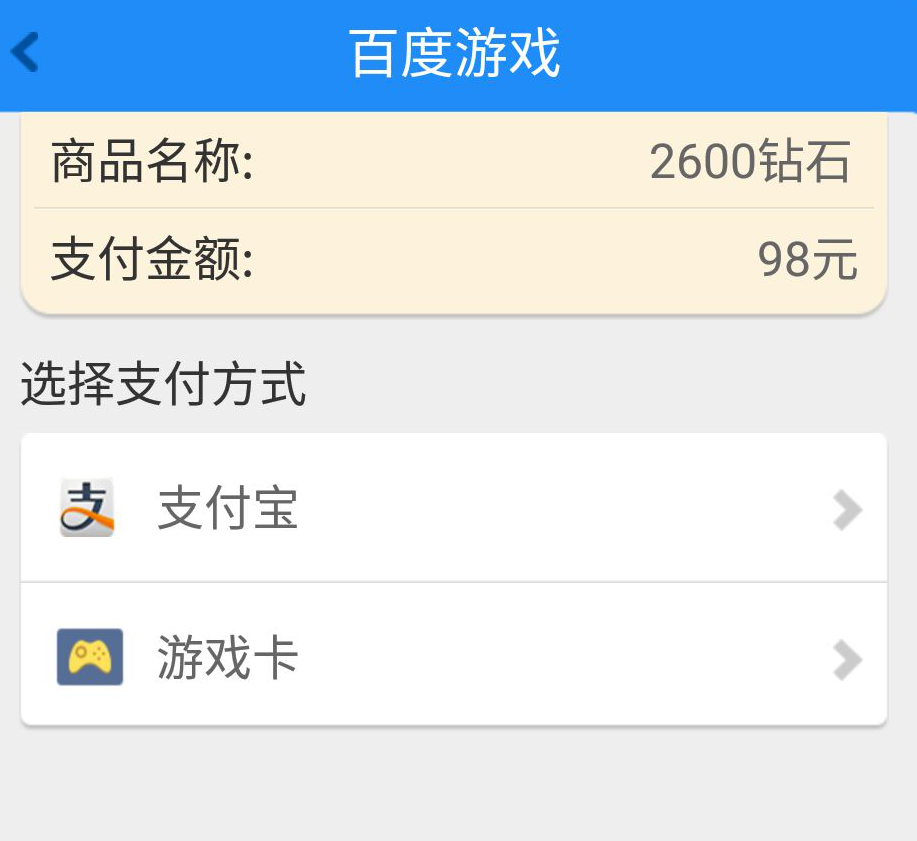 百度游戏
商品名称: 2600钻石
支付金额: 98元
选择支付方式
支 支付宝
游戏卡